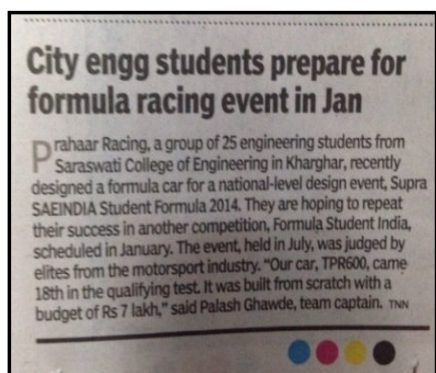 City engg students prepare for
formula racing event in Jan
Prahaar Racing, a group of 25 engineering students from
Saraswati College of Engineering in Kharghar, recently
designed a formula car for a national-level design event, Supra
SAEINDIA Student Formula 2014. They are hoping to repeat
their success in another competition, Formula Student India,
scheduled in January. The event, held in July, was judged by
elites from the motorsport industry. “Our car, TPR600, came
18th in the qualifying test. It was built from scratch with a
budget of Rs 7 lakh,” said Palash Ghawde, team captain. TNN